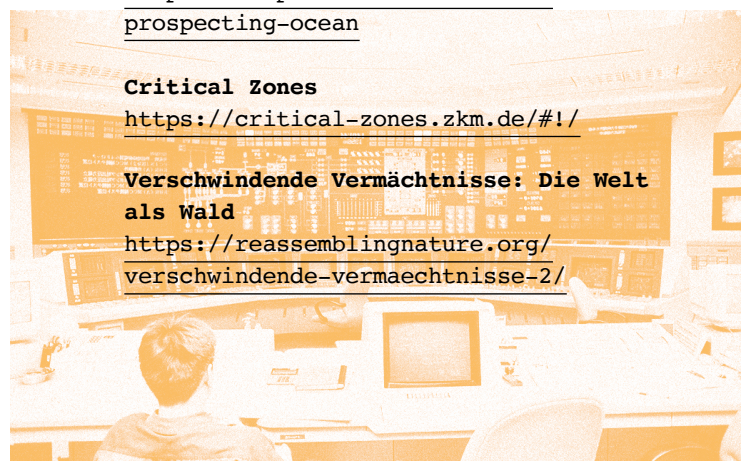 prospecting-ocean
Critical Zones
https://critical-zones.zkm.de/#!/
Verschwindende Vermächtnisse: Die Welt
als Wald
https://reassemblingnature.org/
verschwindende-vermaechtnisse-2/